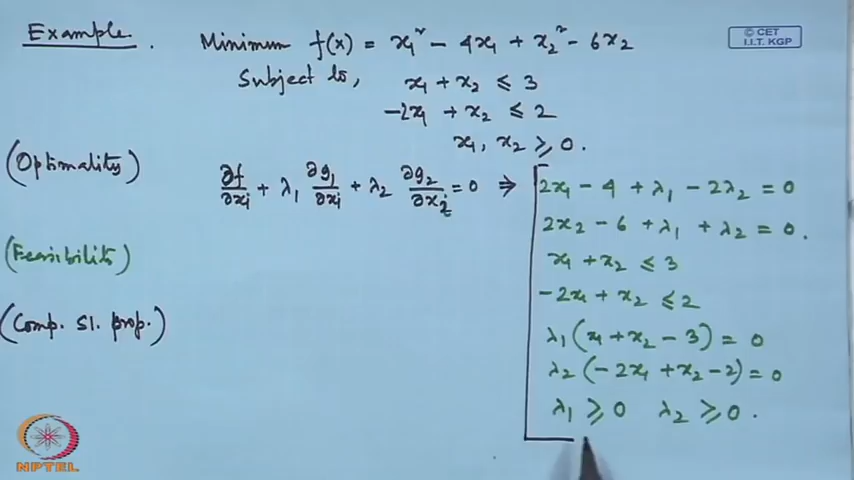 Example. Minimum f(x) = x₁² - 4x₁ + x₂² - 6x₂
© CET
I.I.T. KGP
Subject to, x₁ + x₂ ≤ 3
-2x₁ + x₂ ≤ 2
x₁, x₂ ≥ 0.
(Optimality) ∂f/∂xᵢ + λ₁ ∂g₁/∂xᵢ + λ₂ ∂g₂/∂xᵢ = 0 ⇒ 2x₁ - 4 + λ₁ - 2λ₂ = 0
2x₂ - 6 + λ₁ + λ₂ = 0.
(Feasibility) x₁ + x₂ ≤ 3
-2x₁ + x₂ ≤ 2
(Comp. Sl. prop.) λ₁(x₁ + x₂ - 3) = 0
λ₂(-2x₁ + x₂ - 2) = 0
λ₁ ≥ 0 λ₂ ≥ 0.
NPTEL